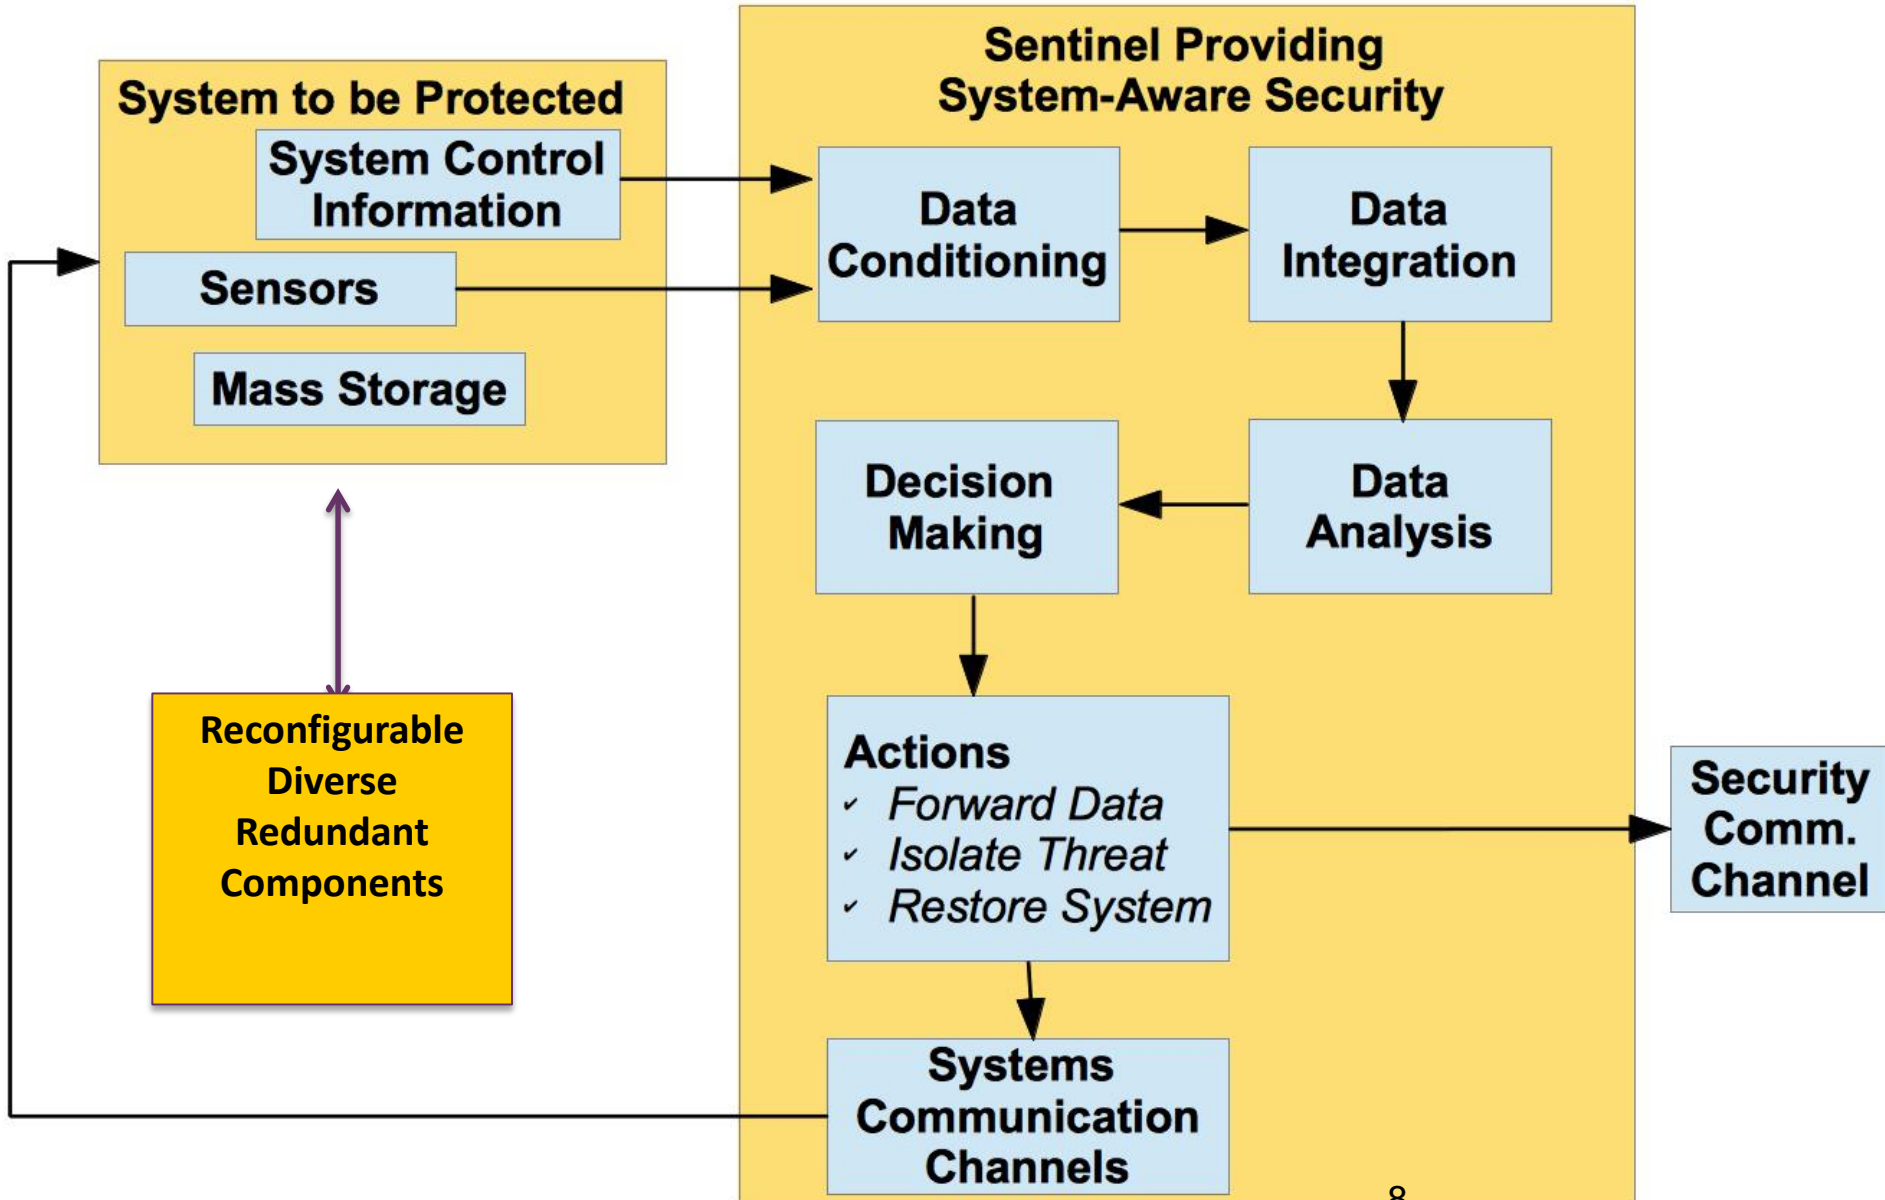 System to be Protected
System Control
Information
Sensors
Mass Storage
Reconfigurable
Diverse
Redundant
Components
Sentinel Providing
System-Aware Security
Data
Conditioning
Data
Integration
Decision
Making
Data
Analysis
Actions
✓ Forward Data
✓ Isolate Threat
✓ Restore System
Security
Comm.
Channel
Systems
Communication
Channels
8